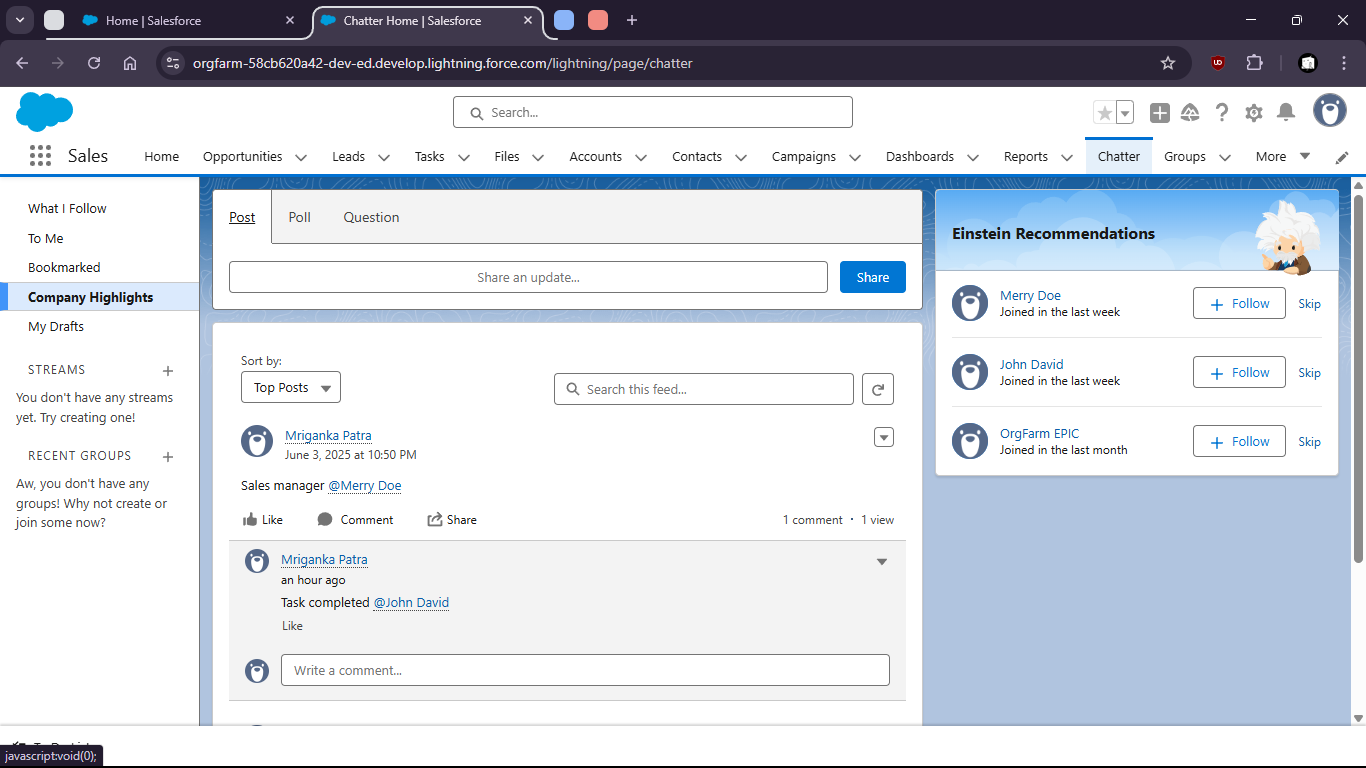 Home | Salesforce
Chatter Home | Salesforce
orgfarm-58cb620a42-dev-ed.develop.lightning.force.com/lightning/page/chatter
Search...
Sales
Home
Opportunities
Leads
Tasks
Files
Accounts
Contacts
Campaigns
Dashboards
Reports
Chatter
Groups
More
What I Follow
To Me
Bookmarked
Company Highlights
My Drafts
STREAMS
You don't have any streams
yet. Try creating one!
RECENT GROUPS
Aw, you don't have any
groups! Why not create or
join some now?
Post
Poll
Question
Share an update...
Share
Sort by:
Top Posts
Search this feed...
Mriganka Patra
June 3, 2025 at 10:50 PM
Sales manager @Merry Doe
Like
Comment
Share
1 comment · 1 view
Mriganka Patra
an hour ago
Task completed @John David
Like
Write a comment...
Einstein Recommendations
Merry Doe
Joined in the last week
Follow
Skip
John David
Joined in the last week
Follow
Skip
OrgFarm EPIC
Joined in the last month
Follow
Skip
javascript:void(0);